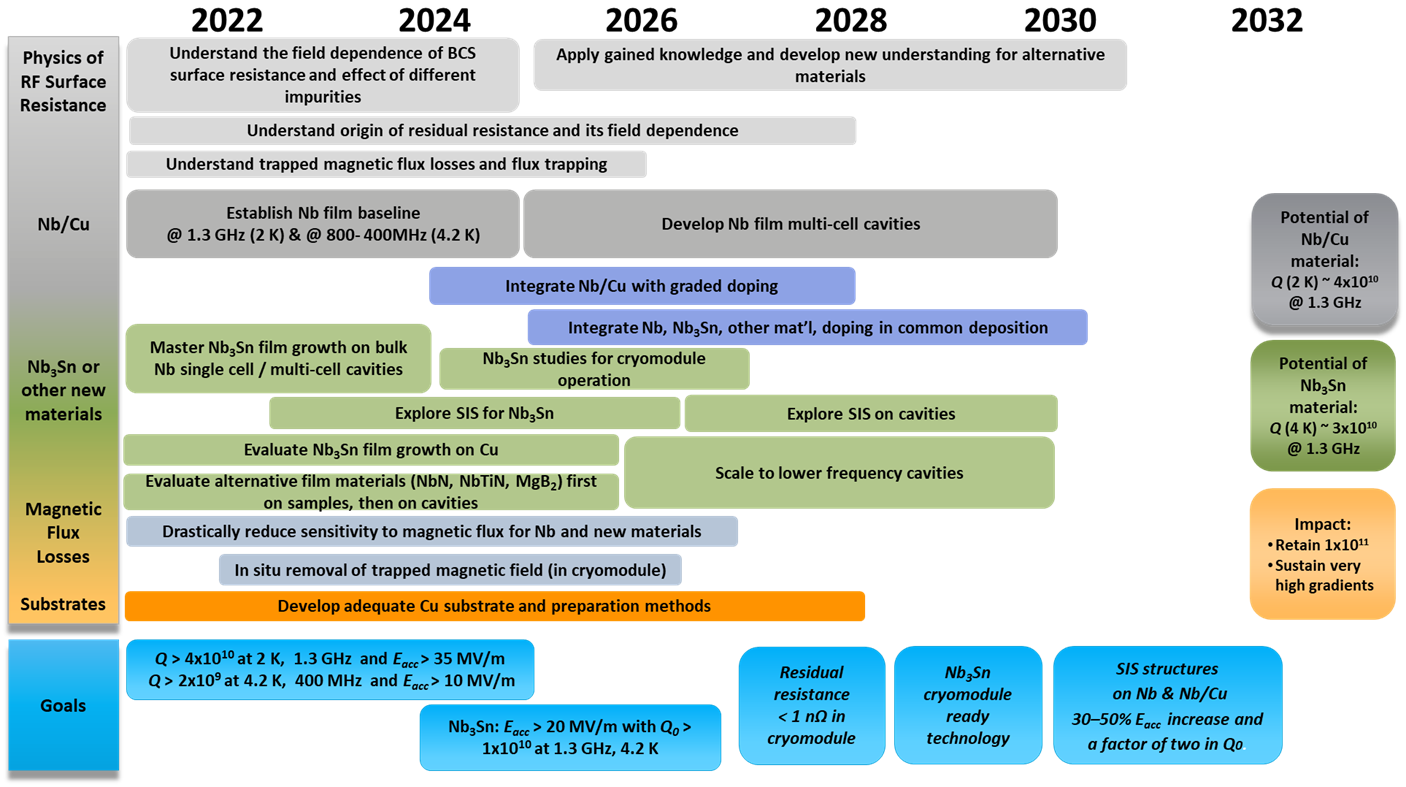 2022 2024 2026 2028 2030 2032
Physics of
RF Surface
Resistance
Understand the field dependence of BCS
surface resistance and effect of different
impurities
Apply gained knowledge and develop new understanding for alternative
materials
Understand origin of residual resistance and its field dependence
Understand trapped magnetic flux losses and flux trapping
Nb/Cu
Establish Nb film baseline
@ 1.3 GHz (2 K) & @ 800- 400MHz (4.2 K)
Develop Nb film multi-cell cavities
Potential of
Nb/Cu
material:
Q (2 K) ~ 4x10¹⁰
@ 1.3 GHz
Integrate Nb/Cu with graded doping
Integrate Nb, Nb₃Sn, other mat'l, doping in common deposition
Nb₃Sn or
other new
materials
Master Nb₃Sn film growth on bulk
Nb single cell / multi-cell cavities
Nb₃Sn studies for cryomodule
operation
Explore SIS for Nb₃Sn
Explore SIS on cavities
Evaluate Nb₃Sn film growth on Cu
Scale to lower frequency cavities
Evaluate alternative film materials (NbN, NbTiN, MgB₂) first
on samples, then on cavities
Potential of
Nb₃Sn
material:
Q (4 K) ~ 3x10¹⁰
@ 1.3 GHz
Magnetic
Flux
Losses
Drastically reduce sensitivity to magnetic flux for Nb and new materials
In situ removal of trapped magnetic field (in cryomodule)
Impact:
• Retain 1x10¹¹
• Sustain very
high gradients
Substrates
Develop adequate Cu substrate and preparation methods
Goals
Q > 4x10¹⁰ at 2 K, 1.3 GHz and Eacc > 35 MV/m
Q > 2x10⁹ at 4.2 K, 400 MHz and Eacc > 10 MV/m
Nb₃Sn: Eacc > 20 MV/m with Q₀ >
1x10¹⁰ at 1.3 GHz, 4.2 K
Residual
resistance
< 1 nΩ in
cryomodule
Nb₃Sn
cryomodule
ready
technology
SIS structures
on Nb & Nb/Cu
30–50% Eacc increase and
a factor of two in Q₀.